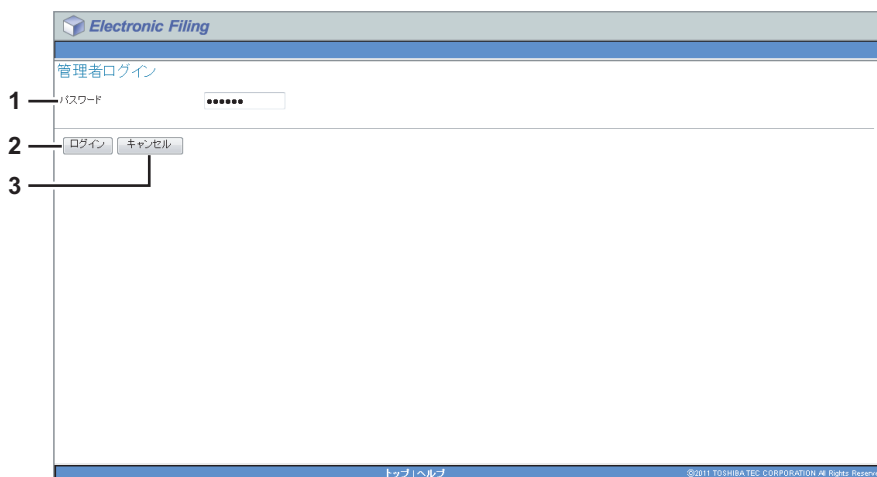 Electronic Filing
管理者ログイン
1 パスワード ••••••
2 ログイン キャンセル
3
トップ | ヘルプ ©2011 TOSHIBA TEC CORPORATION All Rights Reserve